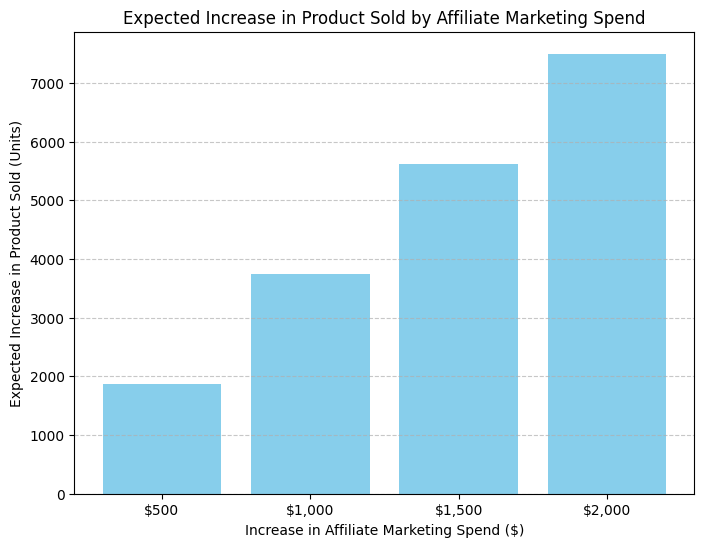 Expected Increase in Product Sold by Affiliate Marketing Spend
Expected Increase in Product Sold (Units)
7000
6000
5000
4000
3000
2000
1000
0
$500 $1,000 $1,500 $2,000
Increase in Affiliate Marketing Spend ($)